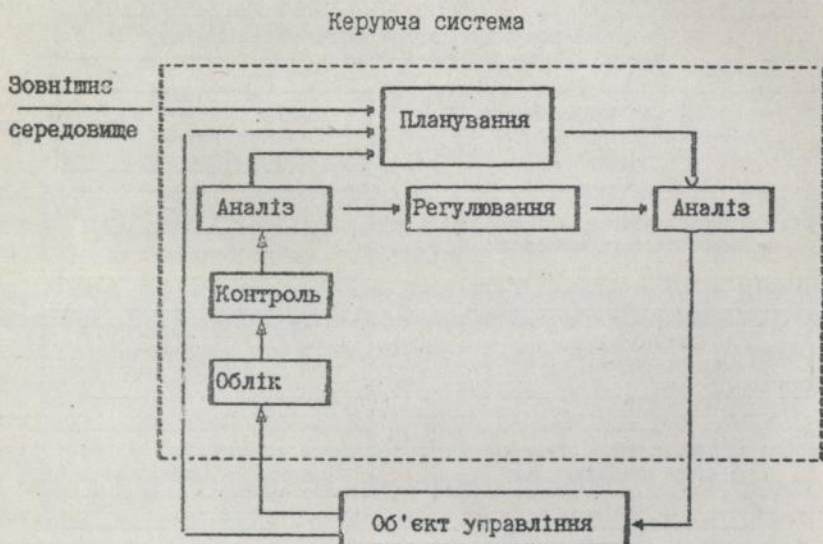 Керуюча система
Зовнішнє
середовище
Планування
Аналіз
Регулювання
Аналіз
Контроль
Облік
Об'єкт управління